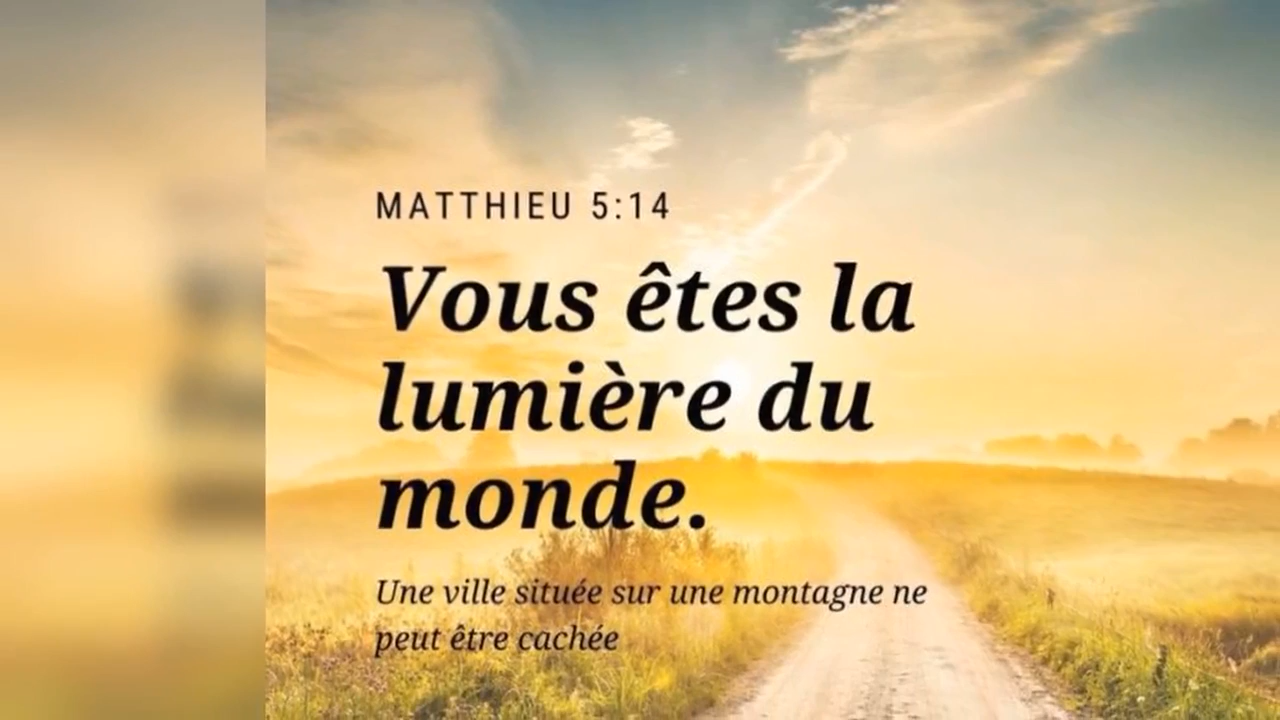 MATTHIEU 5:14
Vous êtes la
lumière du
monde.
Une ville située sur une montagne ne
peut être cachée